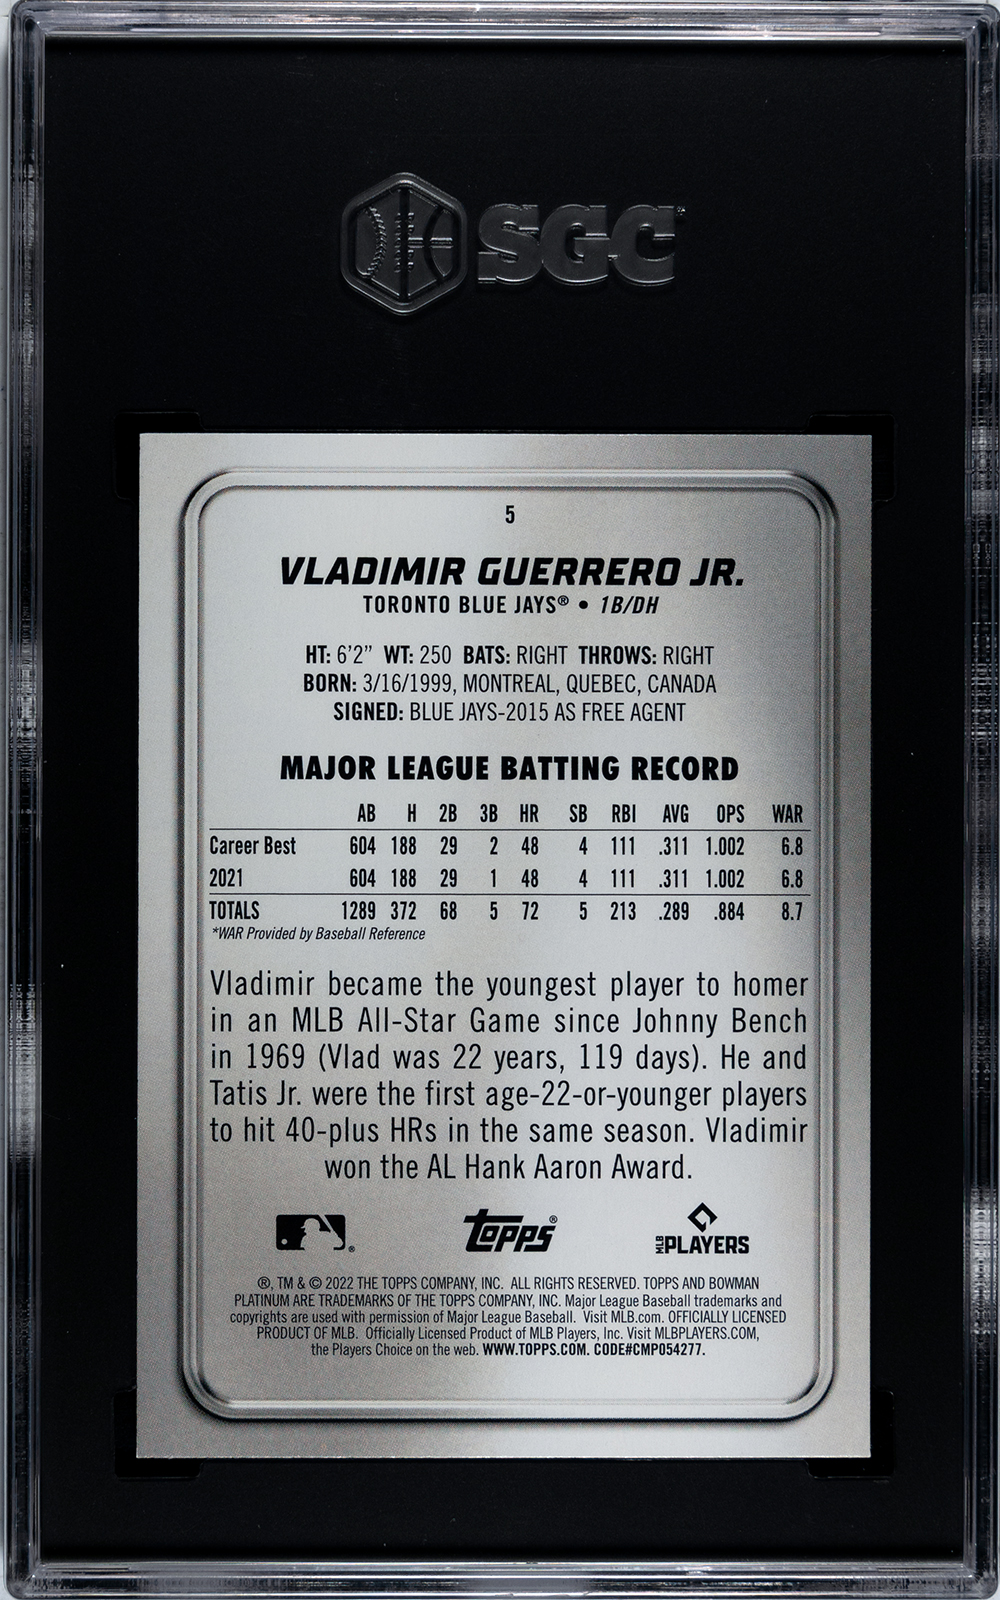 SGC
5
VLADIMIR GUERRERO JR.
TORONTO BLUE JAYS® • 1B/DH
HT: 6'2" WT: 250 BATS: RIGHT THROWS: RIGHT
BORN: 3/16/1999, MONTREAL, QUEBEC, CANADA
SIGNED: BLUE JAYS-2015 AS FREE AGENT
MAJOR LEAGUE BATTING RECORD
AB H 2B 3B HR SB RBI AVG OPS WAR
Career Best 604 188 29 2 48 4 111 .311 1.002 6.8
2021 604 188 29 1 48 4 111 .311 1.002 6.8
TOTALS 1289 372 68 5 72 5 213 .289 .884 8.7
*WAR Provided by Baseball Reference
Vladimir became the youngest player to homer
in an MLB All-Star Game since Johnny Bench
in 1969 (Vlad was 22 years, 119 days). He and
Tatis Jr. were the first age-22-or-younger players
to hit 40-plus HRs in the same season. Vladimir
won the AL Hank Aaron Award.
® topps® MLB PLAYERS
®, TM & © 2022 THE TOPPS COMPANY, INC. ALL RIGHTS RESERVED. TOPPS AND BOWMAN
PLATINUM ARE TRADEMARKS OF THE TOPPS COMPANY, INC. Major League Baseball trademarks and
copyrights are used with permission of Major League Baseball. Visit MLB.com. OFFICIALLY LICENSED
PRODUCT OF MLB. Officially Licensed Product of MLB Players, Inc. Visit MLBPLAYERS.COM,
the Players Choice on the web. WWW.TOPPS.COM. CODE#CMP054277.